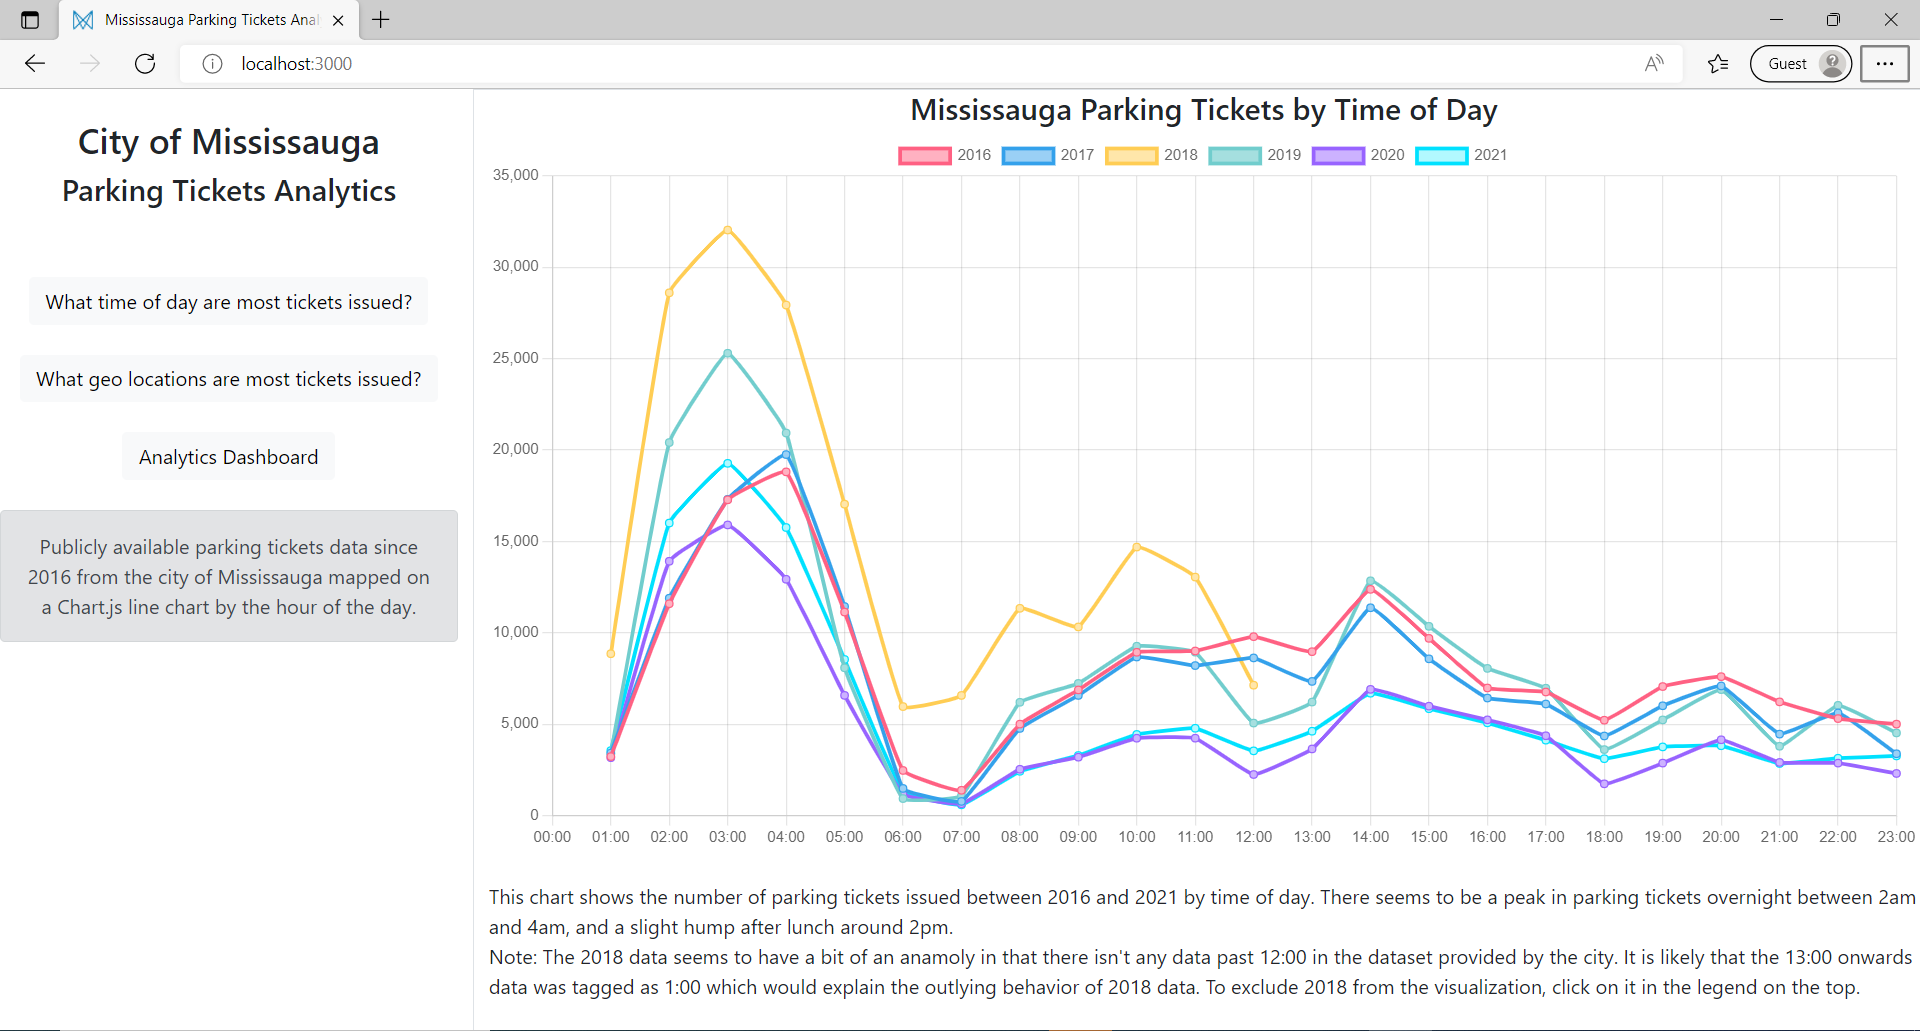 Mississauga Parking Tickets Ana
localhost:3000
Guest
City of Mississauga
Parking Tickets Analytics
What time of day are most tickets issued?
What geo locations are most tickets issued?
Analytics Dashboard
Publicly available parking tickets data since
2016 from the city of Mississauga mapped on
a Chart.js line chart by the hour of the day.
Mississauga Parking Tickets by Time of Day
2016 2017 2018 2019 2020 2021
35,000
30,000
25,000
20,000
15,000
10,000
5,000
0
00:00 01:00 02:00 03:00 04:00 05:00 06:00 07:00 08:00 09:00 10:00 11:00 12:00 13:00 14:00 15:00 16:00 17:00 18:00 19:00 20:00 21:00 22:00 23:00
This chart shows the number of parking tickets issued between 2016 and 2021 by time of day. There seems to be a peak in parking tickets overnight between 2am
and 4am, and a slight hump after lunch around 2pm.
Note: The 2018 data seems to have a bit of an anamoly in that there isn't any data past 12:00 in the dataset provided by the city. It is likely that the 13:00 onwards
data was tagged as 1:00 which would explain the outlying behavior of 2018 data. To exclude 2018 from the visualization, click on it in the legend on the top.